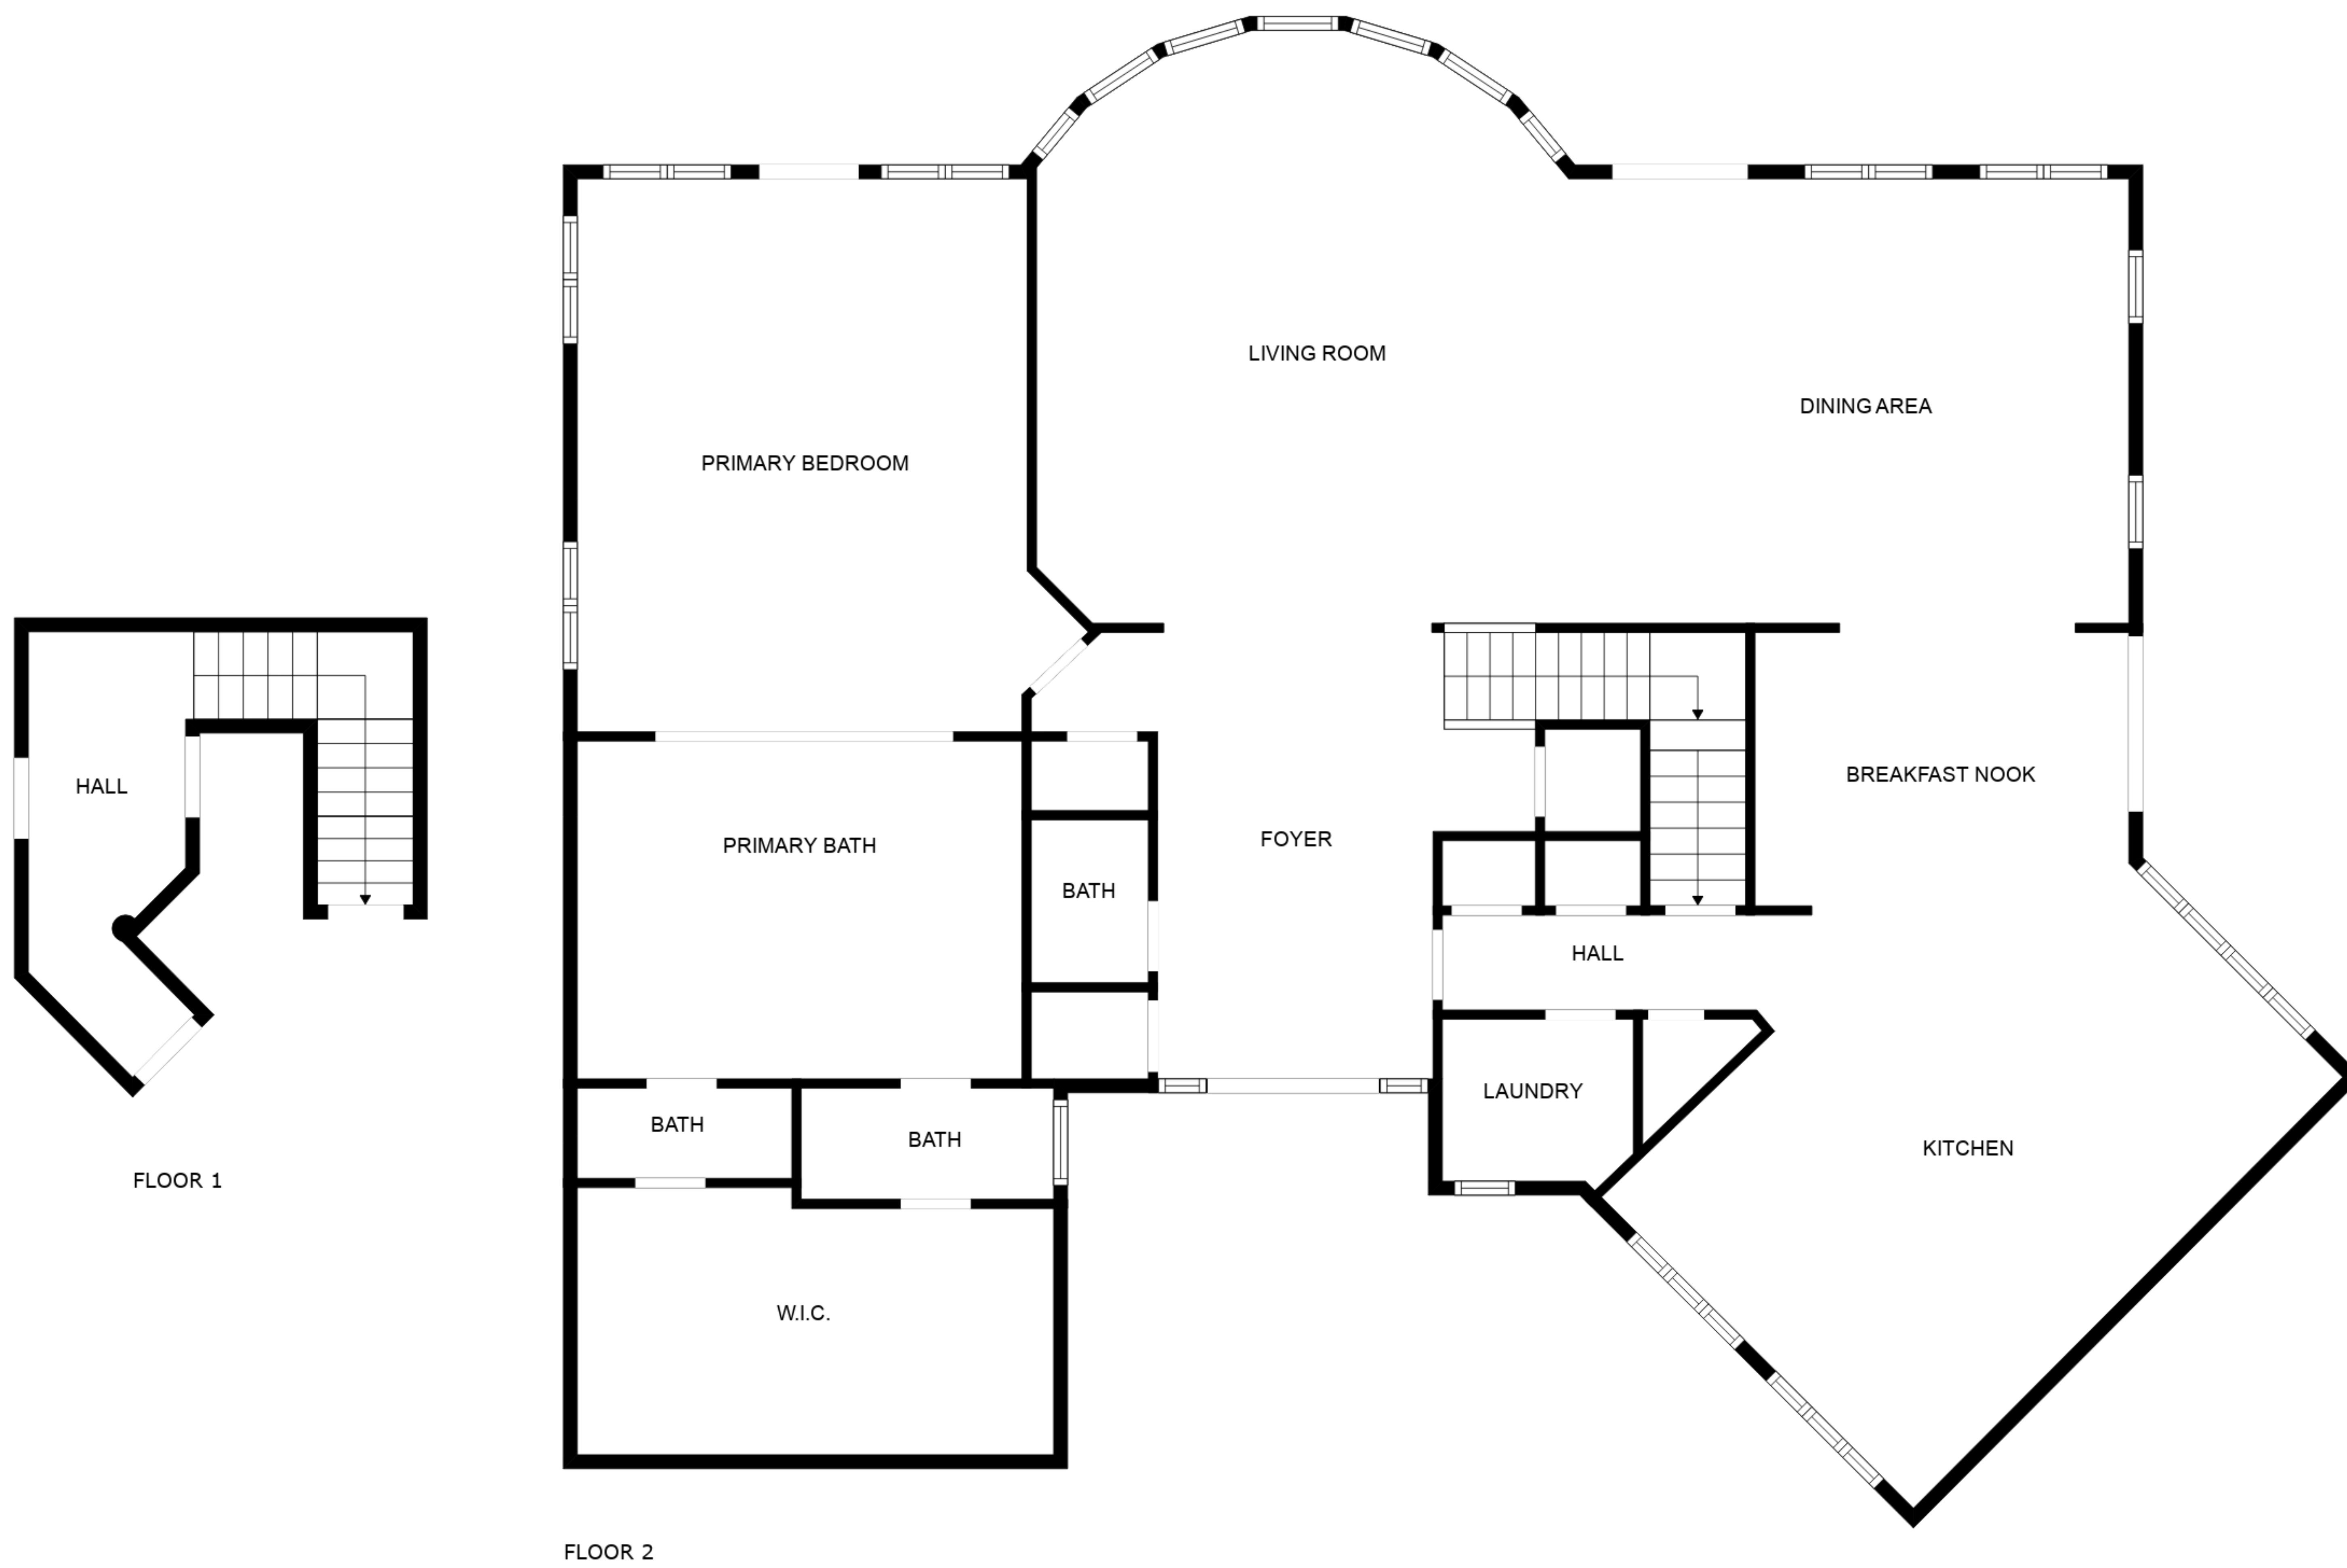 LIVING ROOM
DINING AREA
PRIMARY BEDROOM
BREAKFAST NOOK
HALL
FOYER
PRIMARY BATH
BATH
HALL
LAUNDRY
BATH
BATH
KITCHEN
FLOOR 1
W.I.C.
FLOOR 2